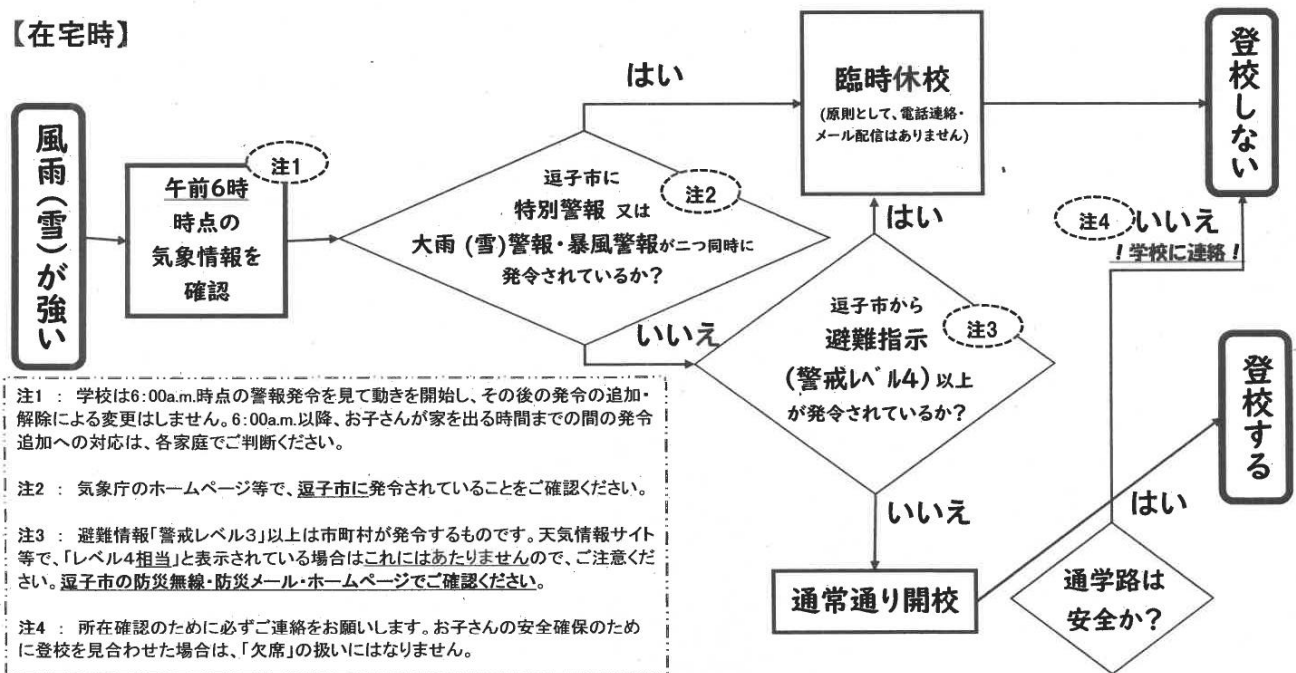 【在宅時】
風雨(雪)が強い
注1
午前6時
時点の
気象情報を
確認
逗子市に
特別警報 又は
大雨 (雪)警報・暴風警報が二つ同時に
発令されているか?
注2
はい
いいえ
臨時休校
(原則として、電話連絡・
メール配信はありません)
はい
逗子市から
避難指示
(警戒レベル4)以上
が発令されているか?
注3
いいえ
通常通り開校
通学路は
安全か?
はい
注4
いいえ
!学校に連絡!
登校しない
登校する
注1 : 学校は6:00a.m.時点の警報発令を見て動きを開始し、その後の発令の追加・
解除による変更はしません。6:00a.m.以降、お子さんが家を出る時間までの間の発令
追加への対応は、各家庭でご判断ください。
注2 : 気象庁のホームページ等で、逗子市に発令されていることをご確認ください。
注3 : 避難情報「警戒レベル3」以上は市町村が発令するものです。天気情報サイト
等で、「レベル4相当」と表示されている場合はこれにはあたりませんので、ご注意くだ
さい。逗子市の防災無線・防災メール・ホームページでご確認ください。
注4 : 所在確認のために必ずご連絡をお願いします。お子さんの安全確保のため
に登校を見合わせた場合は、「欠席」の扱いにはなりません。